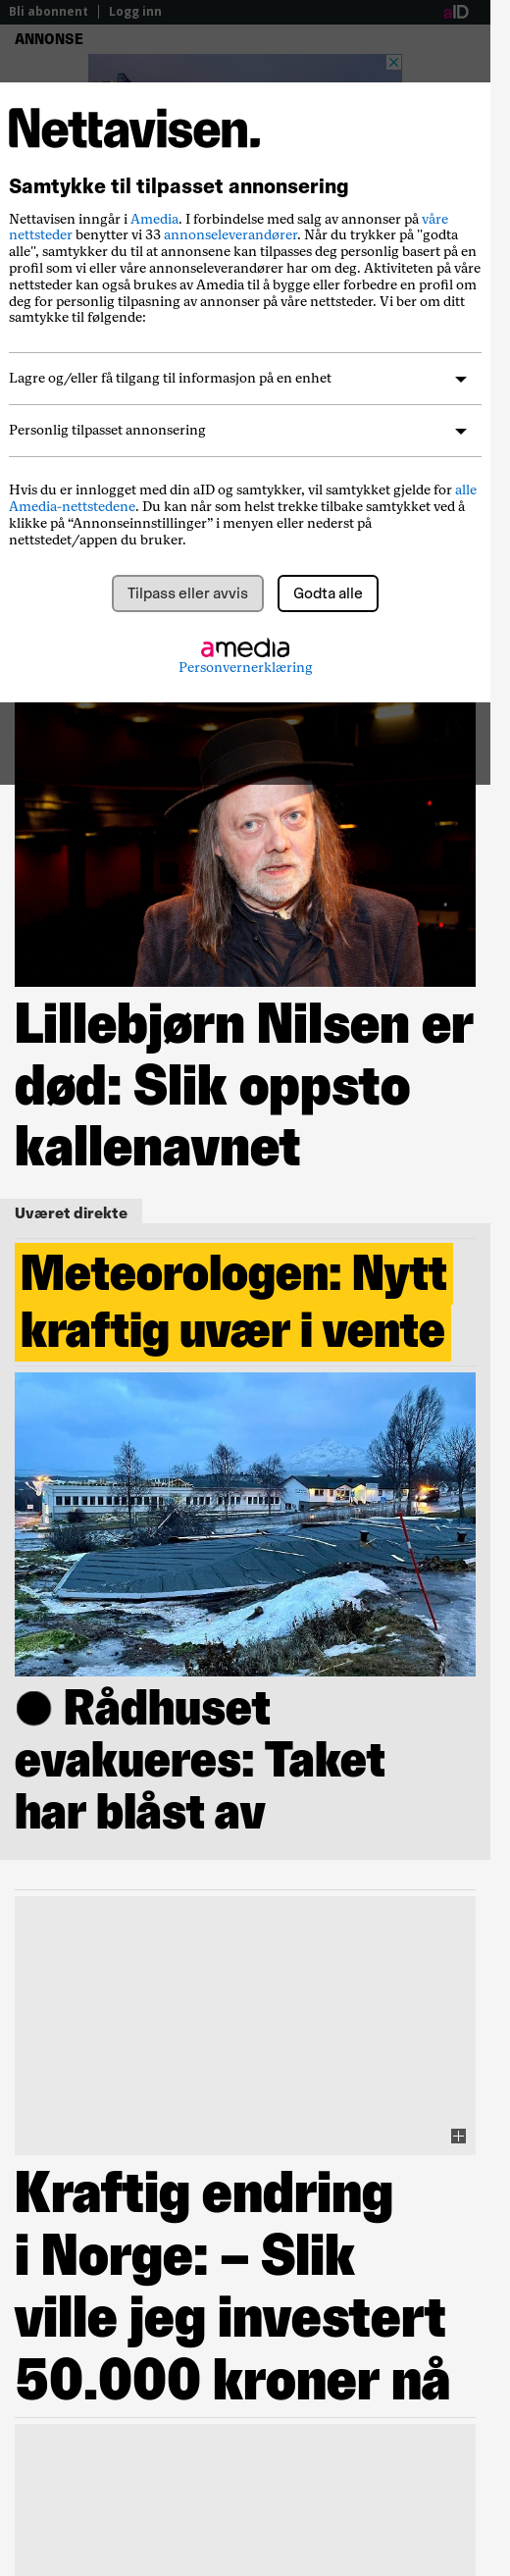 Bli abonnent | Logg inn
aID
ANNONSE
Nettavisen.
Samtykke til tilpasset annonsering
Nettavisen inngår i Amedia. I forbindelse med salg av annonser på våre
nettsteder benytter vi 33 annonseleverandører. Når du trykker på "godta
alle", samtykker du til at annonsene kan tilpasses deg personlig basert på en
profil som vi eller våre annonseleverandører har om deg. Aktiviteten på våre
nettsteder kan også brukes av Amedia til å bygge eller forbedre en profil om
deg for personlig tilpasning av annonser på våre nettsteder. Vi ber om ditt
samtykke til følgende:
Lagre og/eller få tilgang til informasjon på en enhet
Personlig tilpasset annonsering
Hvis du er innlogget med din aID og samtykker, vil samtykket gjelde for alle
Amedia-nettstedene. Du kan når som helst trekke tilbake samtykket ved å
klikke på “Annonseinnstillinger” i menyen eller nederst på
nettstedet/appen du bruker.
Tilpass eller avvis
Godta alle
amedia
Personvernerklæring
Lillebjørn Nilsen er
død: Slik oppsto
kallenavnet
Uværet direkte
Meteorologen: Nytt
kraftig uvær i vente
● Rådhuset
evakueres: Taket
har blåst av
Kraftig endring
i Norge: – Slik
ville jeg investert
50.000 kroner nå